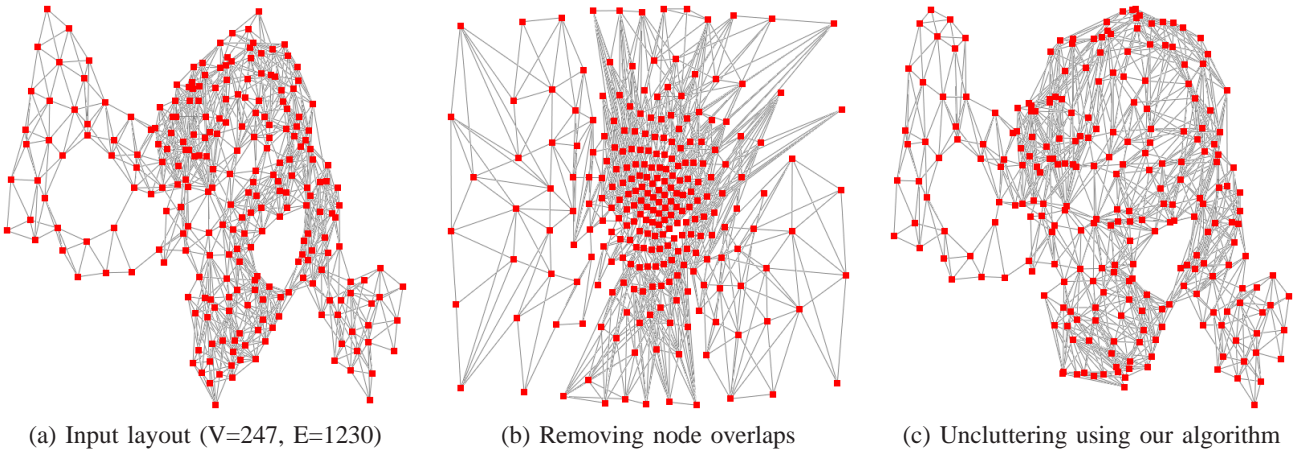 (a) Input layout (V=247, E=1230)
(b) Removing node overlaps
(c) Uncluttering using our algorithm